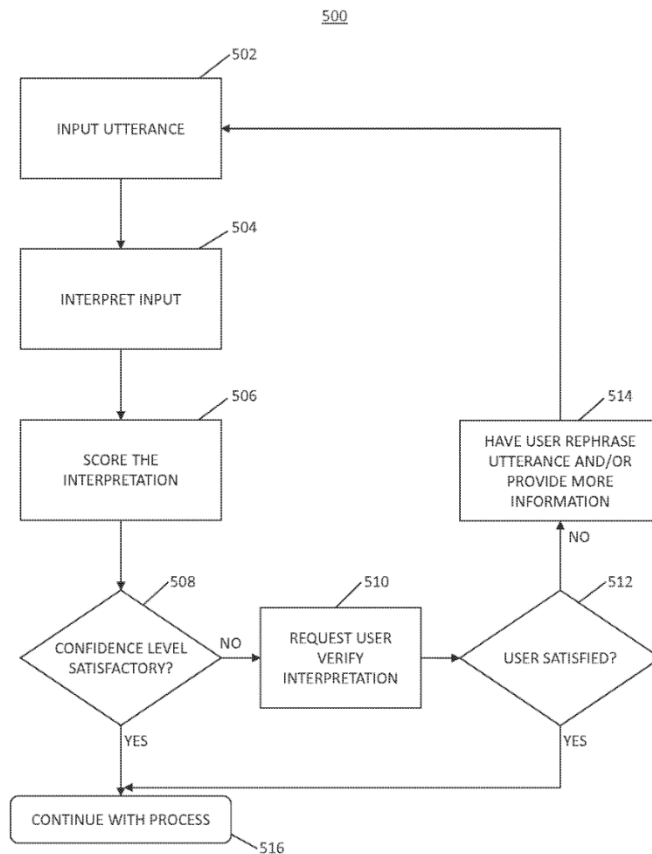 500
502
INPUT UTTERANCE
504
INTERPRET INPUT
506
SCORE THE
INTERPRETATION
514
HAVE USER REPHRASE
UTTERANCE AND/OR
PROVIDE MORE
INFORMATION
NO
508
CONFIDENCE LEVEL
SATISFACTORY?
NO
510
REQUEST USER
VERIFY
INTERPRETATION
512
USER SATISFIED?
YES
YES
CONTINUE WITH PROCESS
516